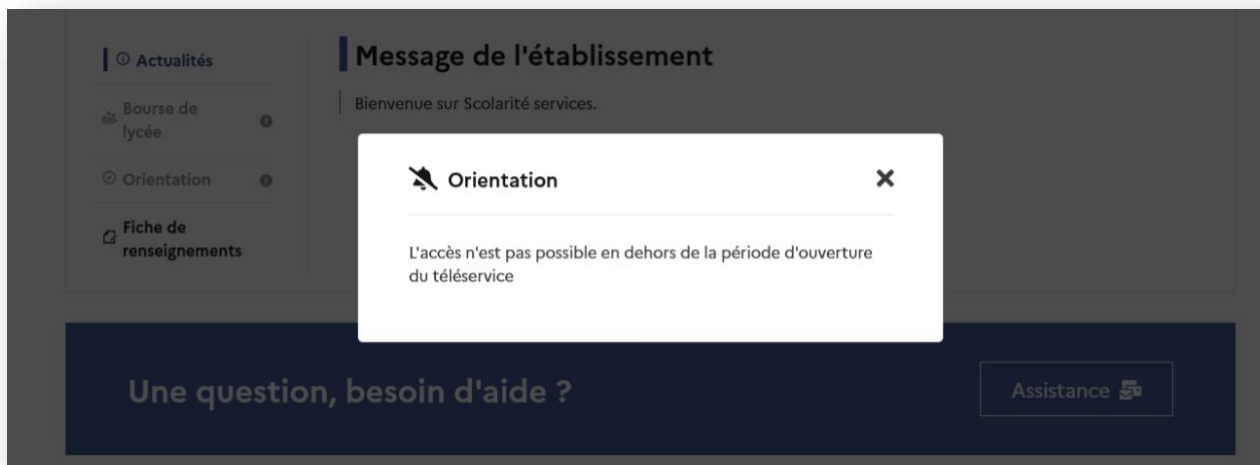 Actualités
Bourse de
lycée
Orientation
Fiche de
renseignements
Message de l'établissement
Bienvenue sur Scolarité services.
Orientation
L'accès n'est pas possible en dehors de la période d'ouverture
du téléservice
Une question, besoin d'aide ?
Assistance